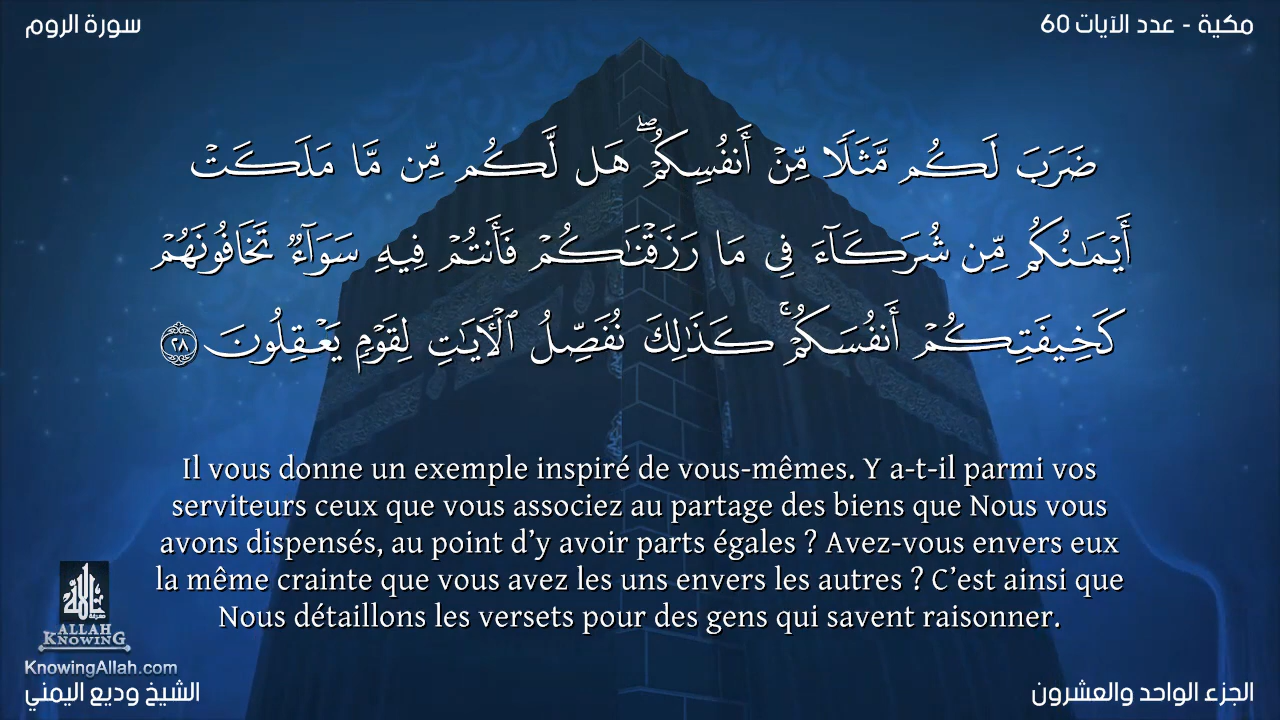 سورة الروم
مكية - عدد الآيات 60
ضَرَبَ لَكُم مَّثَلًا مِّنْ أَنفُسِكُمْ ۖ هَل لَّكُم مِّن مَّا مَلَكَتْ
أَيْمَـٰنُكُم مِّن شُرَكَآءَ فِى مَا رَزَقْنَـٰكُمْ فَأَنتُمْ فِيهِ سَوَآءٌ تَخَافُونَهُمْ
كَخِيفَتِكُمْ أَنفُسَكُمْ ۚ كَذَٰلِكَ نُفَصِّلُ ٱلْـَٔايَـٰتِ لِقَوْمٍ يَعْقِلُونَ ٢٨
Il vous donne un exemple inspiré de vous-mêmes. Y a-t-il parmi vos
serviteurs ceux que vous associez au partage des biens que Nous vous
avons dispensés, au point d’y avoir parts égales ? Avez-vous envers eux
la même crainte que vous avez les uns envers les autres ? C’est ainsi que
Nous détaillons les versets pour des gens qui savent raisonner.
ALLAH
KNOWING
KnowingAllah.com
الشيخ وديع اليمني
الجزء الواحد والعشرون